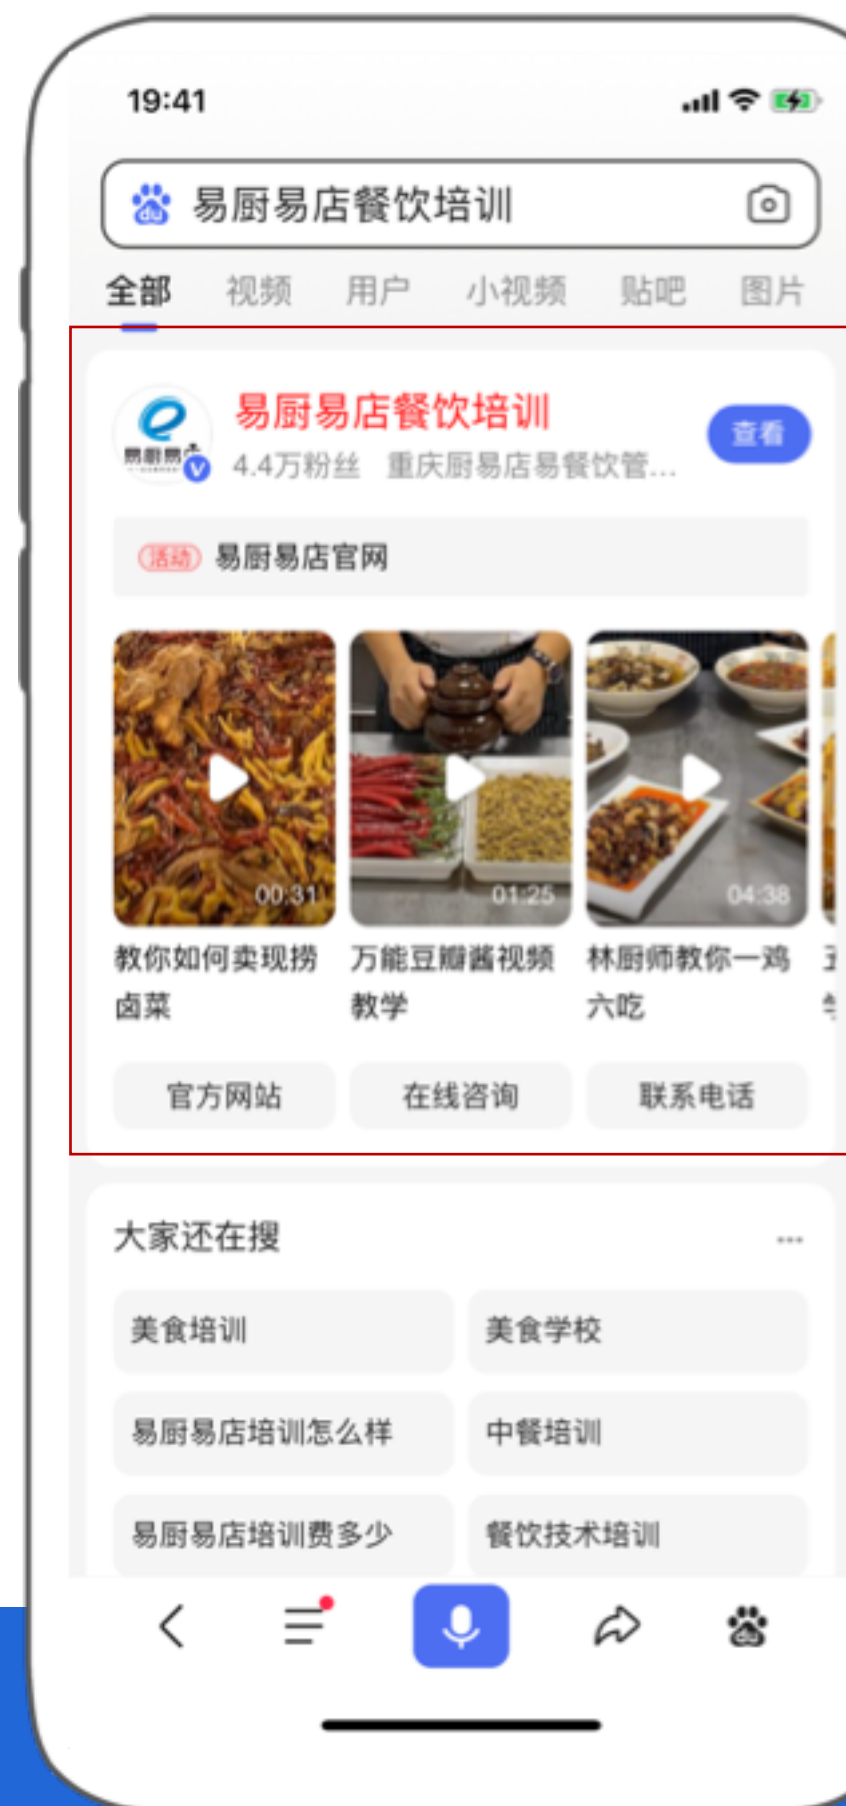 19:41
du 易厨易店餐饮培训
全部 视频 用户 小视频 贴吧 图片
易厨易店餐饮培训
4.4万粉丝 重庆厨易店易餐饮管...
查看
易厨易店
V
活动 易厨易店官网
00:31 01:25 04:38
教你如何卖现捞 万能豆瓣酱视频 林厨师教你一鸡
卤菜 教学 六吃
官方网站 在线咨询 联系电话
大家还在搜
美食培训 美食学校
易厨易店培训怎么样 中餐培训
易厨易店培训费多少 餐饮技术培训
du